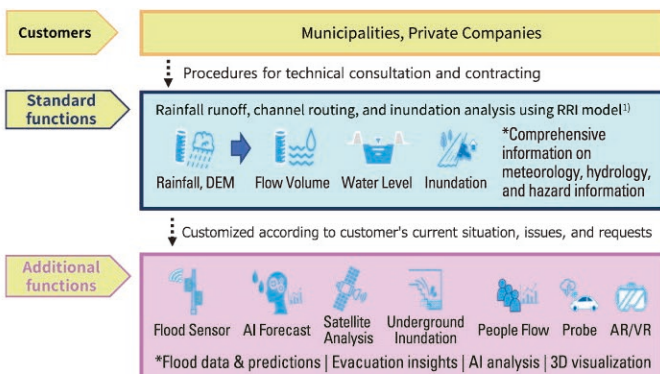 Customers
Municipalities, Private Companies
Procedures for technical consultation and contracting
Standard
functions
Rainfall runoff, channel routing, and inundation analysis using RRI model¹⁾
Rainfall, DEM
Flow Volume
Water Level
Inundation
*Comprehensive
information on
meteorology, hydrology,
and hazard information
Customized according to customer's current situation, issues, and requests
Additional
functions
Flood Sensor
AI Forecast
Satellite
Analysis
Underground
Inundation
People Flow
Probe
AR/VR
*Flood data & predictions | Evacuation insights | AI analysis | 3D visualization